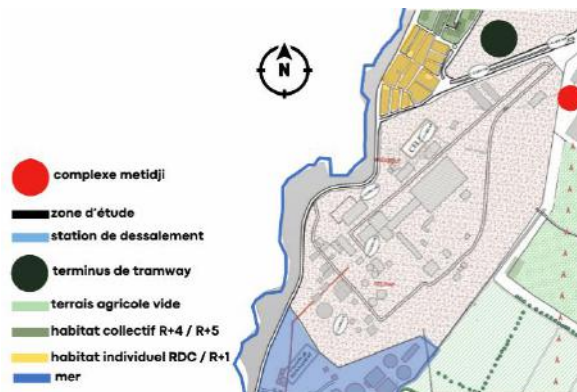 N
complexe metidji
zone d'étude
station de dessalement
terminus de tramway
terrais agricole vide
habitat collectif R+4 / R+5
habitat individuel RDC / R+1
mer